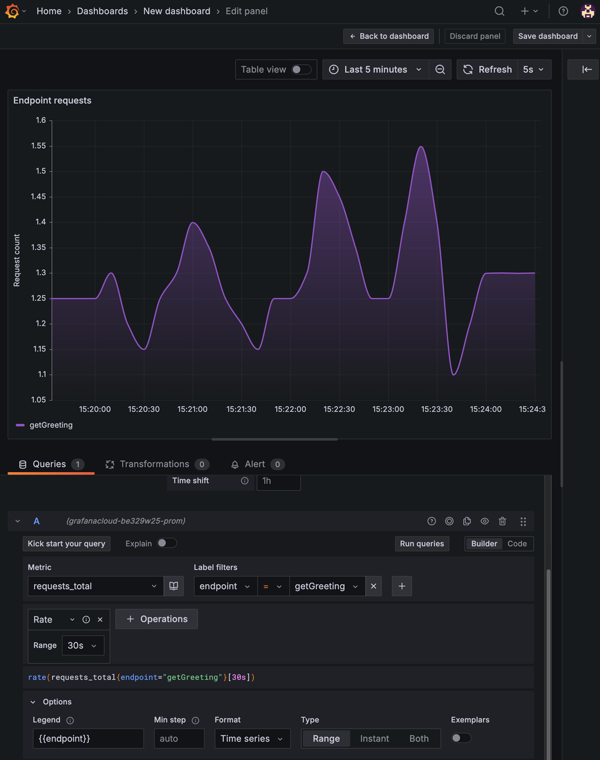 Home > Dashboards > New dashboard > Edit panel
Back to dashboard Discard panel Save dashboard
Table view Last 5 minutes Refresh 5s
Endpoint requests
1.6
1.55
1.5
1.45
1.4
1.35
1.3
1.25
1.2
1.15
1.1
1.05
Request count
15:20:00 15:20:30 15:21:00 15:21:30 15:22:00 15:22:30 15:23:00 15:23:30 15:24:00 15:24:3
getGreeting
Queries 1 Transformations 0 Alert 0
Time shift 1h
A (grafanacloud-be329w25-prom)
Kick start your query Explain Run queries Builder Code
Metric Label filters
requests_total endpoint = getGreeting
Rate + Operations
Range 30s
rate(requests_total{endpoint="getGreeting"}[30s])
Options
Legend Min step Format Type Exemplars
{{endpoint}} auto Time series Range Instant Both